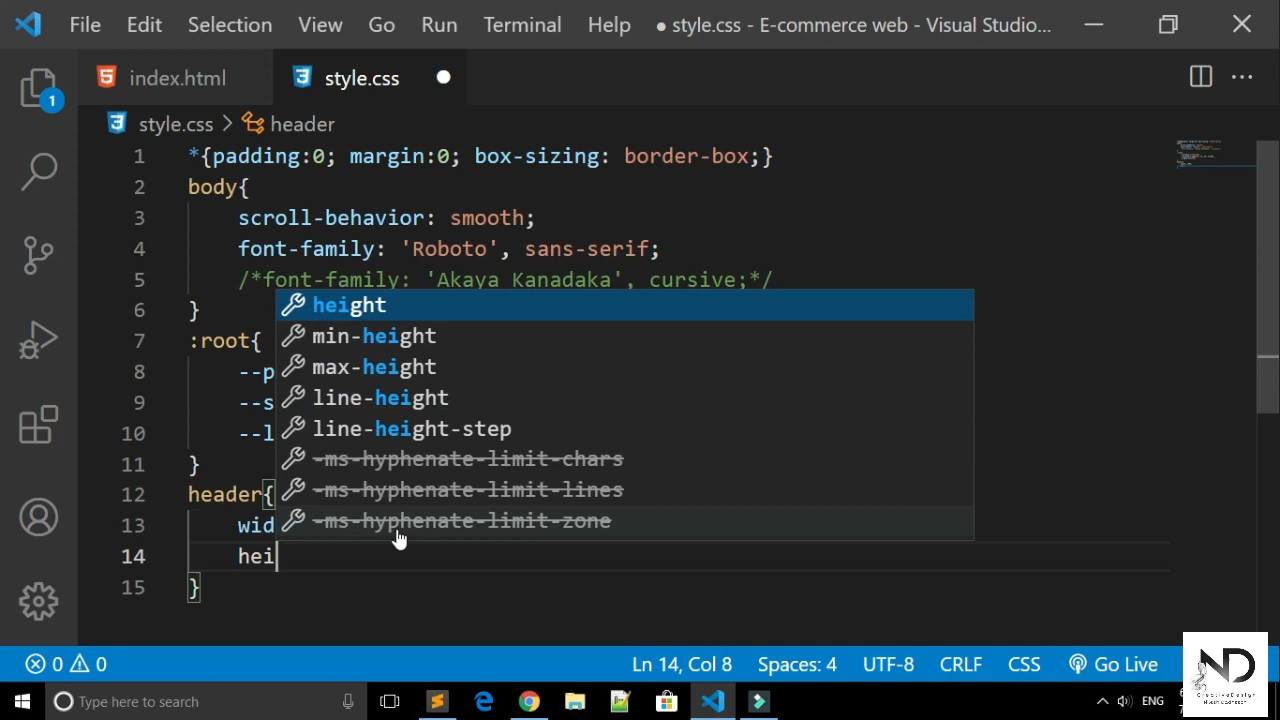 File Edit Selection View Go Run Terminal Help ● style.css - E-commerce web - Visual Studio...
index.html style.css
1
style.css > header
1 *{padding:0; margin:0; box-sizing: border-box;}
2 body{
3 scroll-behavior: smooth;
4 font-family: 'Roboto', sans-serif;
5 /*font-family: 'Akaya Kanadaka', cursive;*/
6 } height
7 :root{ min-height
8 --p max-height
9 --s line-height
10 --l line-height-step
11 } -ms-hyphenate-limit-chars
12 header{ -ms-hyphenate-limit-lines
13 wid -ms-hyphenate-limit-zone
14 hei
15 }
0 0 Ln 14, Col 8 Spaces: 4 UTF-8 CRLF CSS Go Live
ND
Type here to search ENG